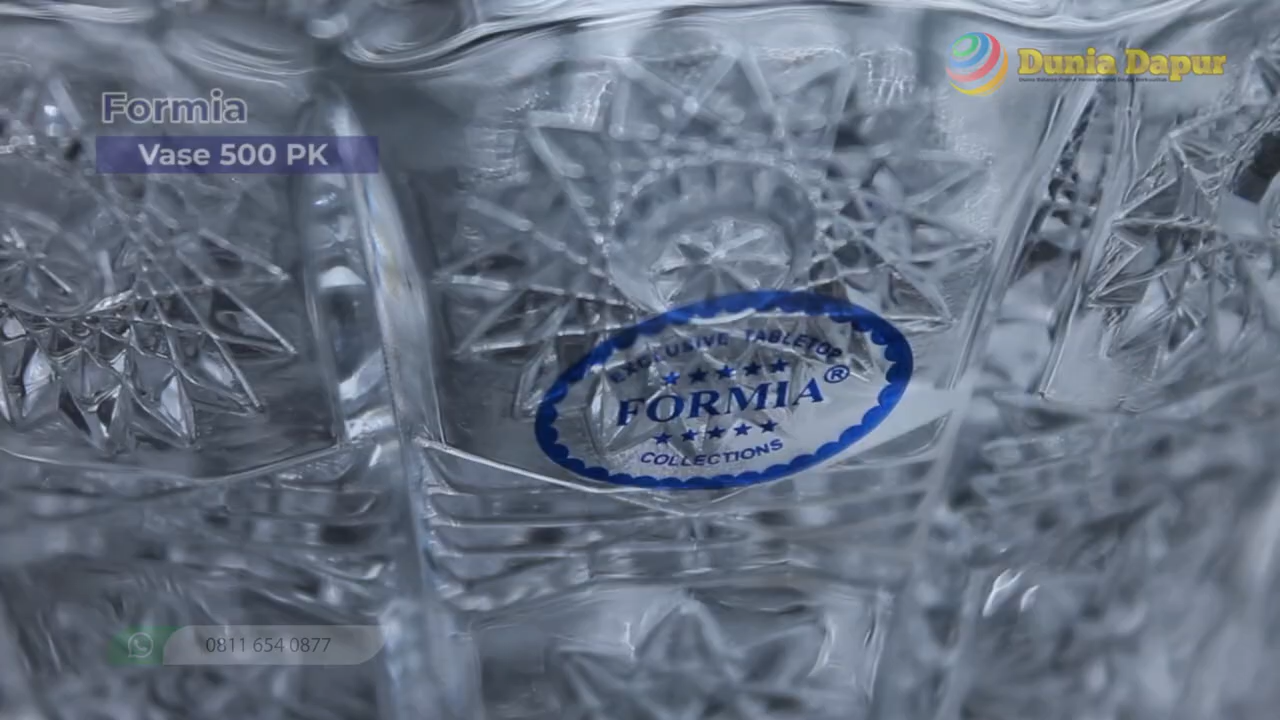 Formia
Vase 500 PK
Dunia Dapur
EXCLUSIVE TABLETOP
FORMIA®
COLLECTIONS
0811 654 0877